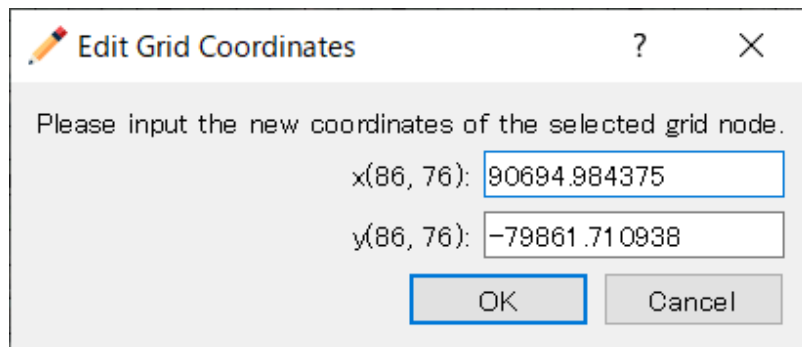 Edit Grid Coordinates ? ×
Please input the new coordinates of the selected grid node.
x(86, 76): 90694.984375
y(86, 76): -79861.710938
OK Cancel